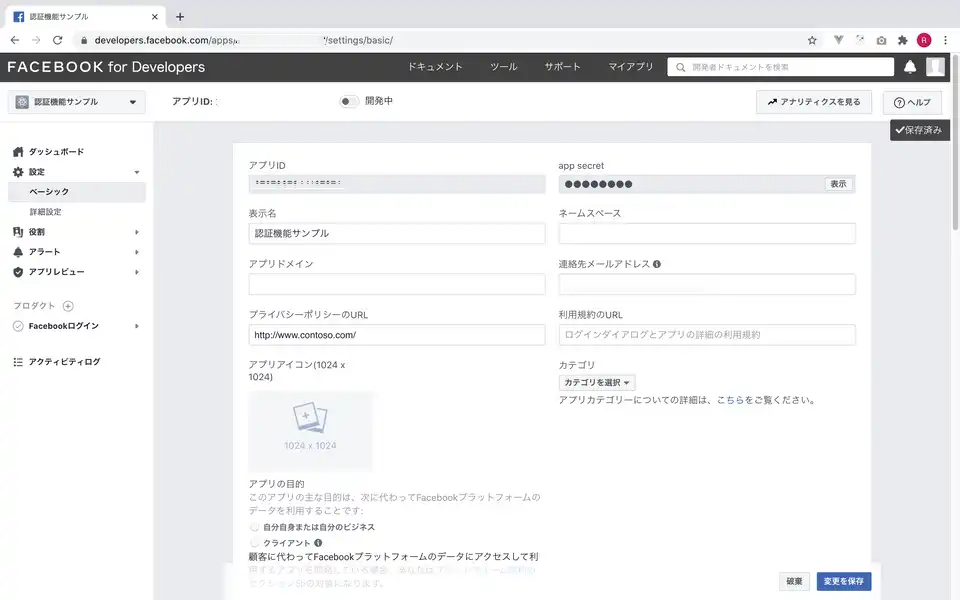 認証機能サンプル
developers.facebook.com/apps/
/settings/basic/
R
FACEBOOK for Developers
ドキュメント
ツール
サポート
マイアプリ
開発者ドキュメントを検索
認証機能サンプル
アプリID:
開発中
アナリティクスを見る
ヘルプ
保存済み
ダッシュボード
設定
ベーシック
詳細設定
役割
アラート
アプリレビュー
プロダクト
Facebookログイン
アクティビティログ
アプリID
app secret
●●●●●●●●
表示
表示名
認証機能サンプル
ネームスペース
アプリドメイン
連絡先メールアドレス
プライバシーポリシーのURL
http://www.contoso.com/
利用規約のURL
ログインダイアログとアプリの詳細の利用規約
アプリアイコン(1024 x
1024)
1024 x 1024
カテゴリ
カテゴリを選択
アプリカテゴリーについての詳細は、こちらをご覧ください。
アプリの目的
このアプリの主な目的は、次に代わってFacebookプラットフォームの
データを利用することです:
自分自身または自分のビジネス
クライアント
顧客に代わってFacebookプラットフォームのデータにアクセスして利
破棄
変更を保存